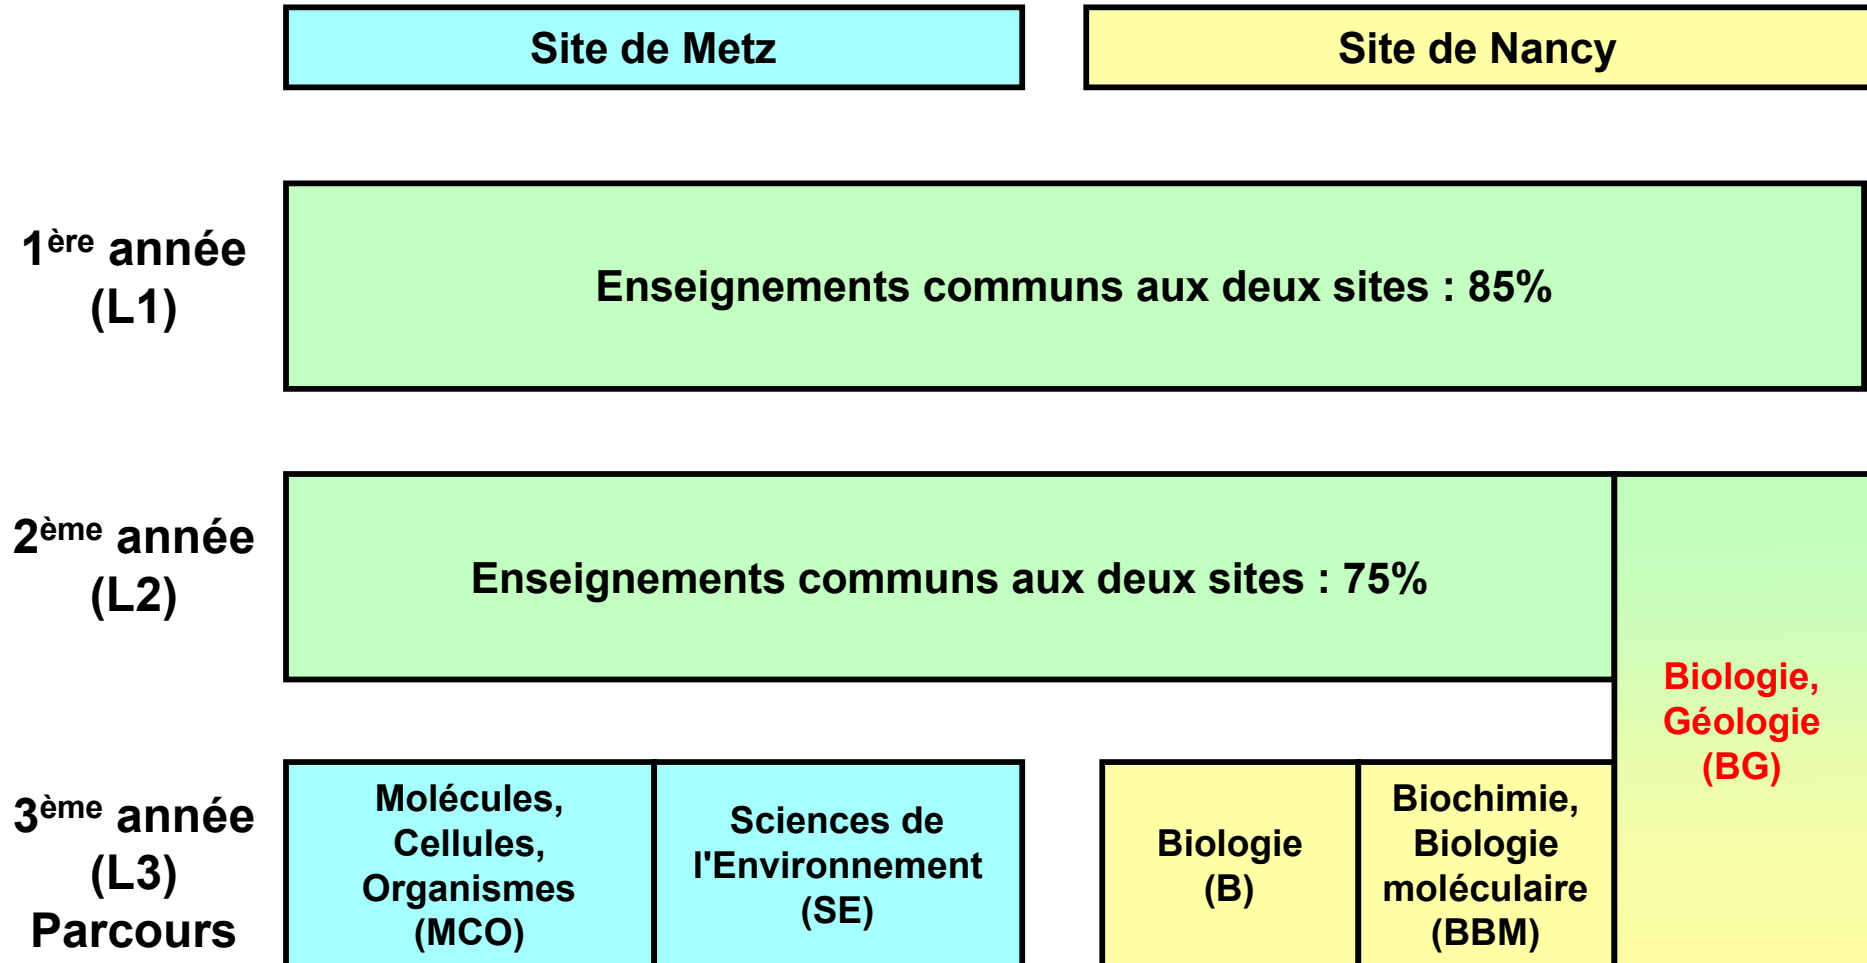 Site de Metz
Site de Nancy
1ère année
(L1)
Enseignements communs aux deux sites : 85%
2ème année
(L2)
Enseignements communs aux deux sites : 75%
Biologie,
Géologie
(BG)
3ème année
(L3)
Parcours
Molécules,
Cellules,
Organismes
(MCO)
Sciences de
l'Environnement
(SE)
Biologie
(B)
Biochimie,
Biologie
moléculaire
(BBM)